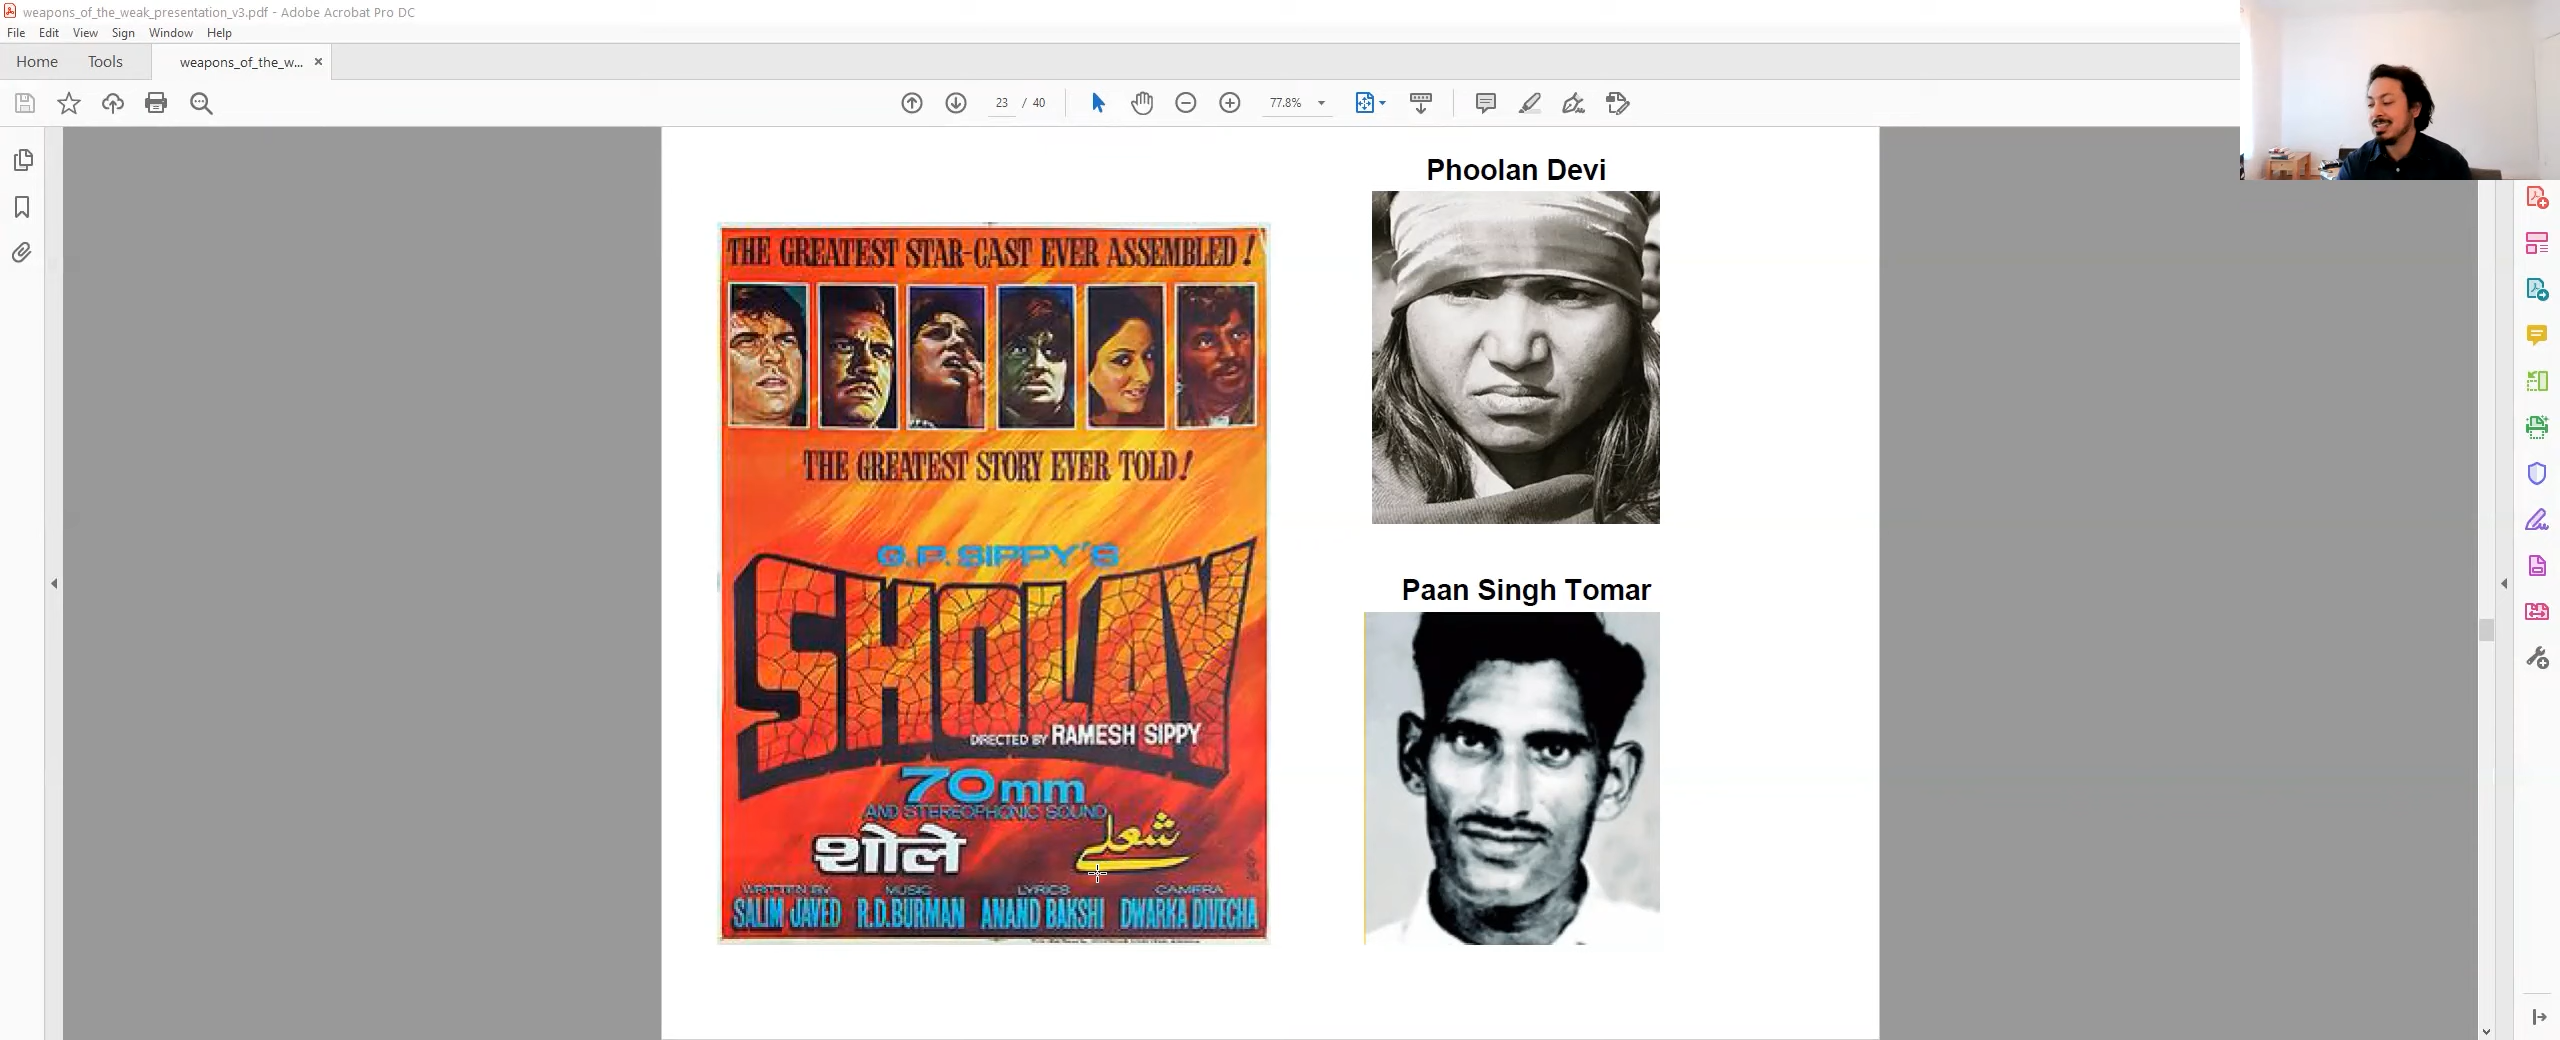 weapons_of_the_weak_presentation_v3.pdf - Adobe Acrobat Pro DC
File Edit View Sign Window Help
Home Tools weapons_of_the_w... ×
23 / 40 77.8%
Phoolan Devi
THE GREATEST STAR-CAST EVER ASSEMBLED!
THE GREATEST STORY EVER TOLD!
G.P. SIPPY'S
SHOLAY
DIRECTED BY RAMESH SIPPY
70mm
AND STEREOPHONIC SOUND
शोले شعلے
WRITTEN BY MUSIC LYRICS CAMERA
SALIM JAVED R.D.BURMAN ANAND BAKSHI DWARKA DIVECHA
Paan Singh Tomar